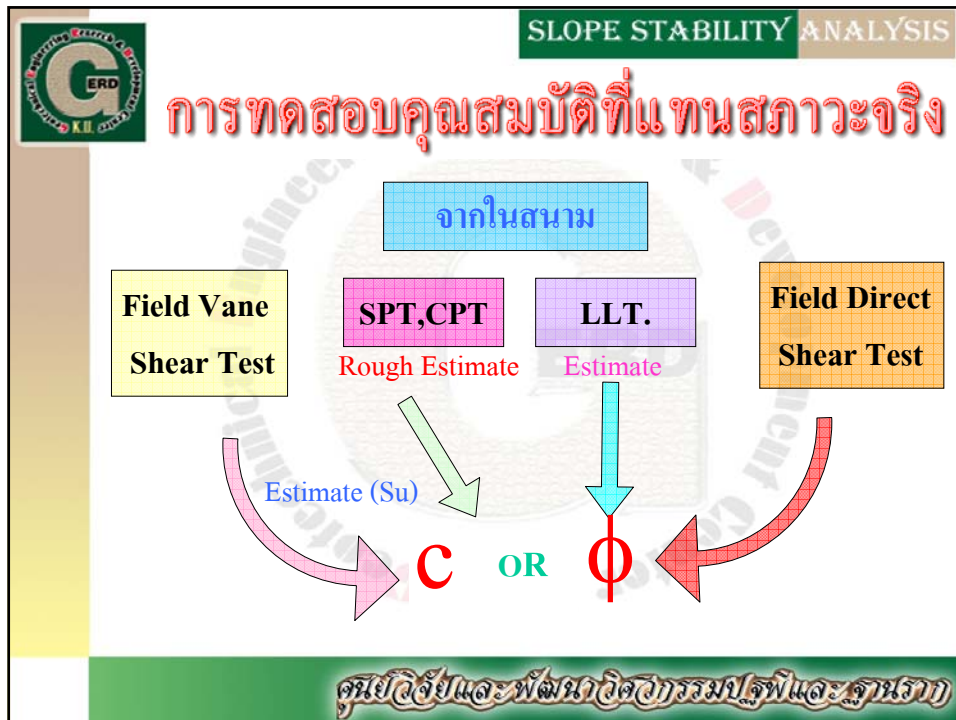 SLOPE STABILITY ANALYSIS
GERD
K.U.
การทดสอบคุณสมบัติที่แทนสภาวะจริง
จากในสนาม
Field Vane
Shear Test
SPT,CPT
Rough Estimate
LLT.
Estimate
Field Direct
Shear Test
Estimate (Su)
c OR ϕ
ศูนย์วิจัยและพัฒนาวิศวกรรมปฐพีและฐานราก